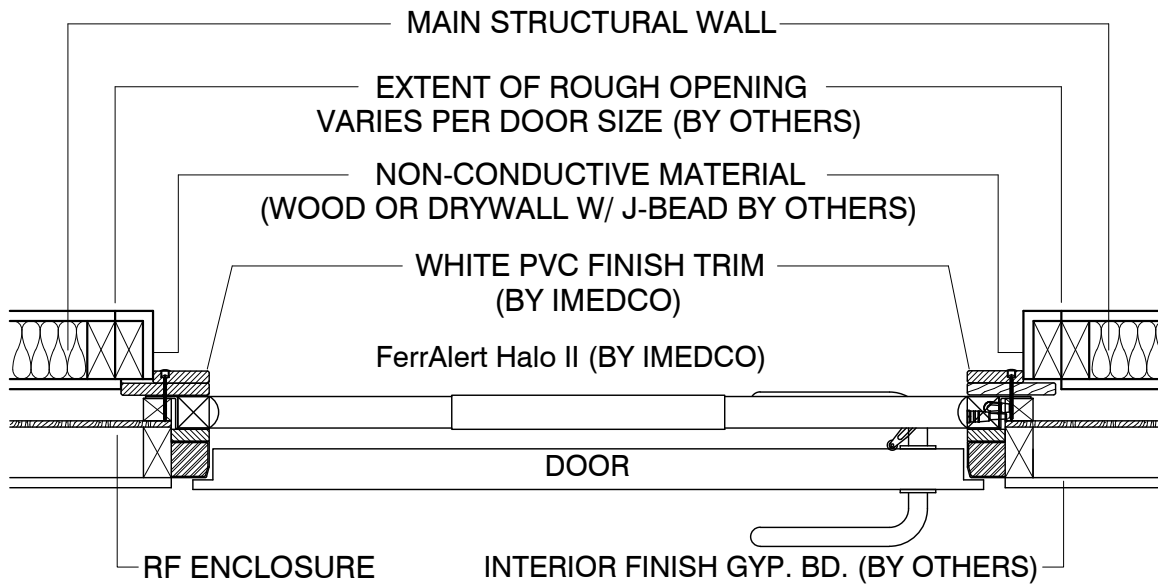 MAIN STRUCTURAL WALL
EXTENT OF ROUGH OPENING
VARIES PER DOOR SIZE (BY OTHERS)
NON-CONDUCTIVE MATERIAL
(WOOD OR DRYWALL W/ J-BEAD BY OTHERS)
WHITE PVC FINISH TRIM
(BY IMEDCO)
FerrAlert Halo II (BY IMEDCO)
DOOR
RF ENCLOSURE
INTERIOR FINISH GYP. BD. (BY OTHERS)